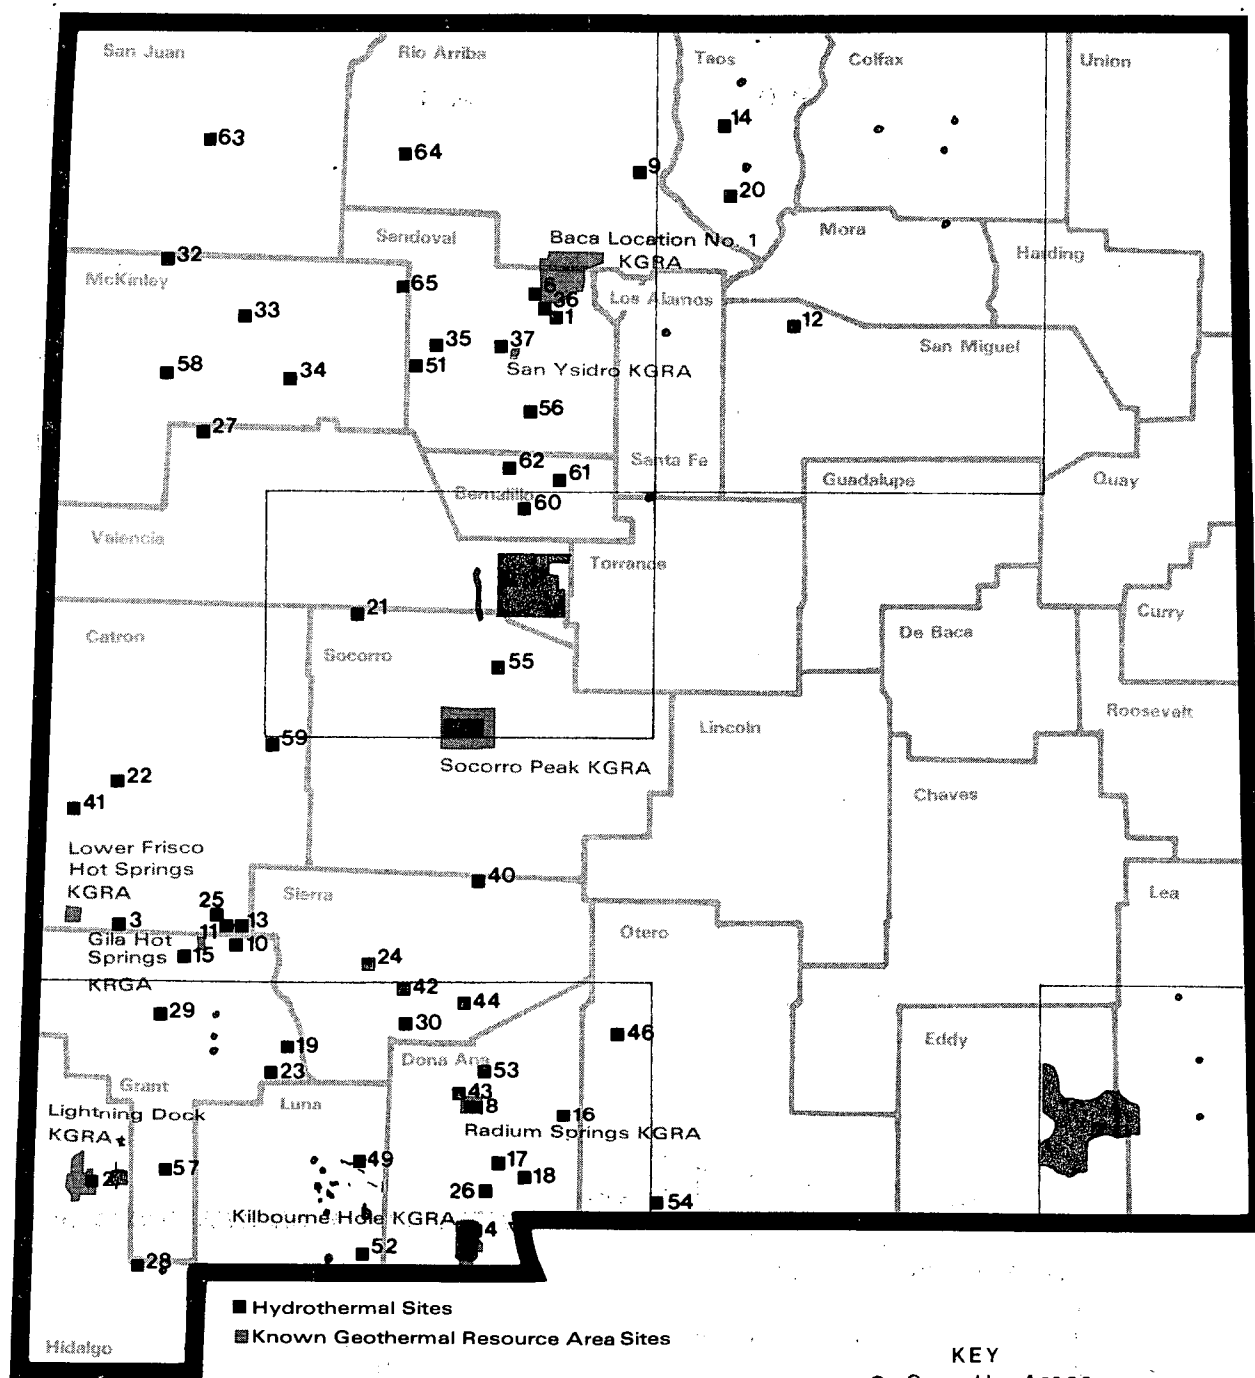 San Juan
Rio Arriba
Taos
Colfax
Union
63
64
14
9
20
Sandoval
Baca Location No. 1
KGRA
Mora
Harding
32
McKinley
65
6
36
1
Los Alamos
12
33
35
37
San Miguel
58
34
51
San Ysidro KGRA
56
27
62
61
Santa Fe
Guadalupe
Quay
Bernalillo
60
Valencia
Torrance
21
Catron
Socorro
De Baca
Curry
55
Roosevelt
Lincoln
59
Socorro Peak KGRA
22
41
Chaves
Lower Frisco
Hot Springs
KGRA
40
Sierra
Lea
25
3
11
13
10
Otero
Gila Hot
Springs
15
KRGA
24
42
44
29
30
46
Eddy
19
Dona Ana
23
53
Grant
Luna
43
8
16
Lightning Dock
KGRA
Radium Springs KGRA
49
17
57
2
18
26
54
Kilbourne Hole KGRA
4
52
28
Hydrothermal Sites
Known Geothermal Resource Area Sites
Hidalgo
KEY